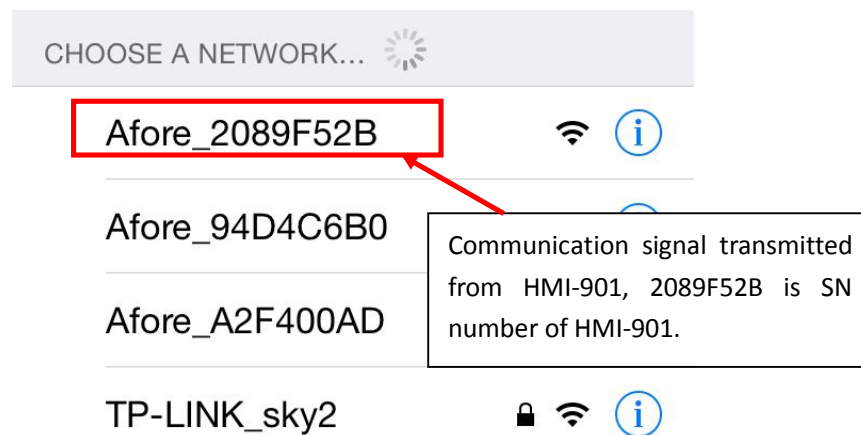 CHOOSE A NETWORK...
Afore_2089F52B
Afore_94D4C6B0
Communication signal transmitted
from HMI-901, 2089F52B is SN
number of HMI-901.
Afore_A2F400AD
TP-LINK_sky2